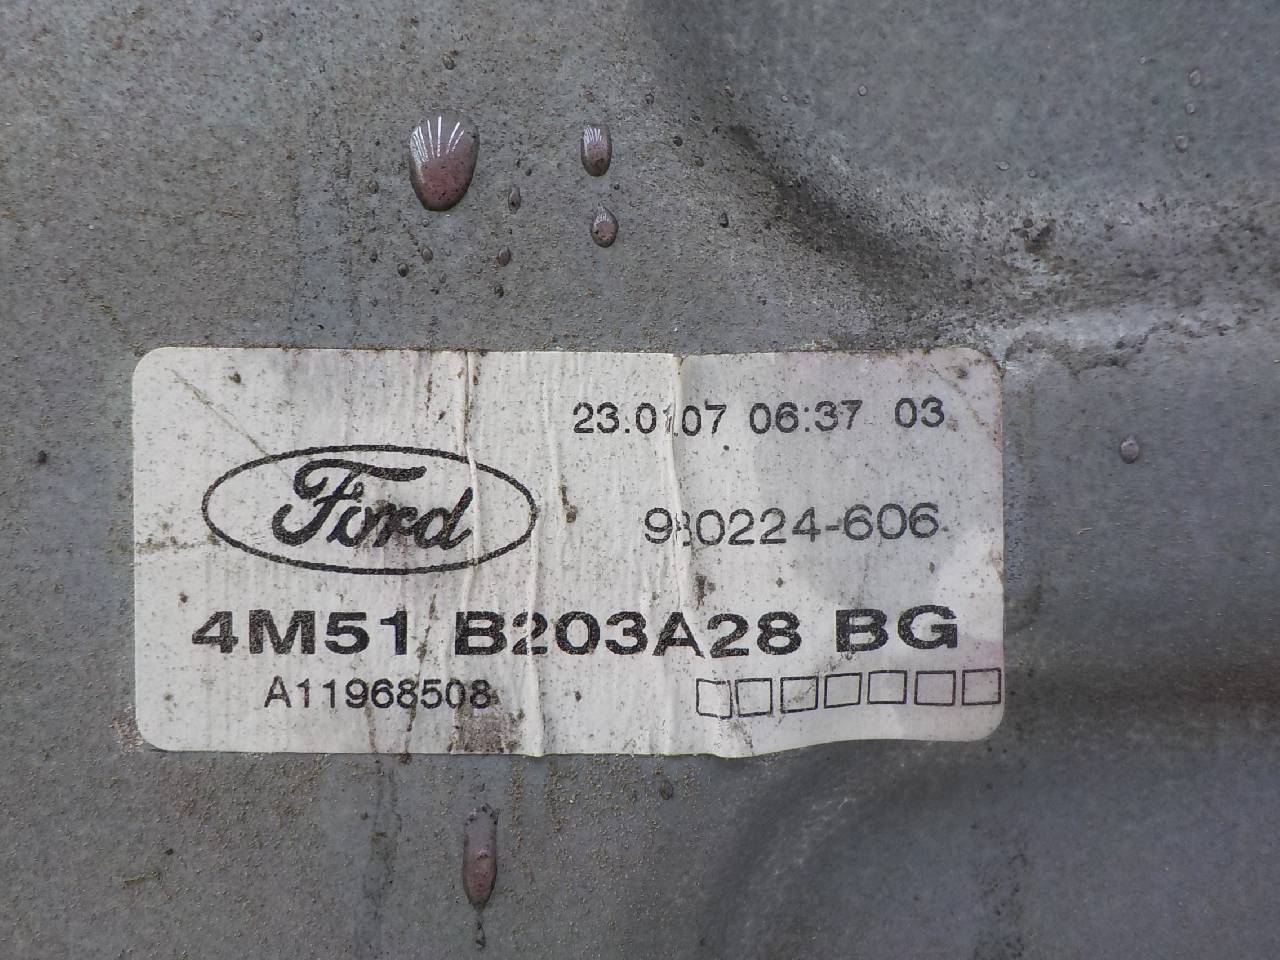 23.01.07 06:37 03
Ford
980224-606
4M51 B203A28 BG
A11968508